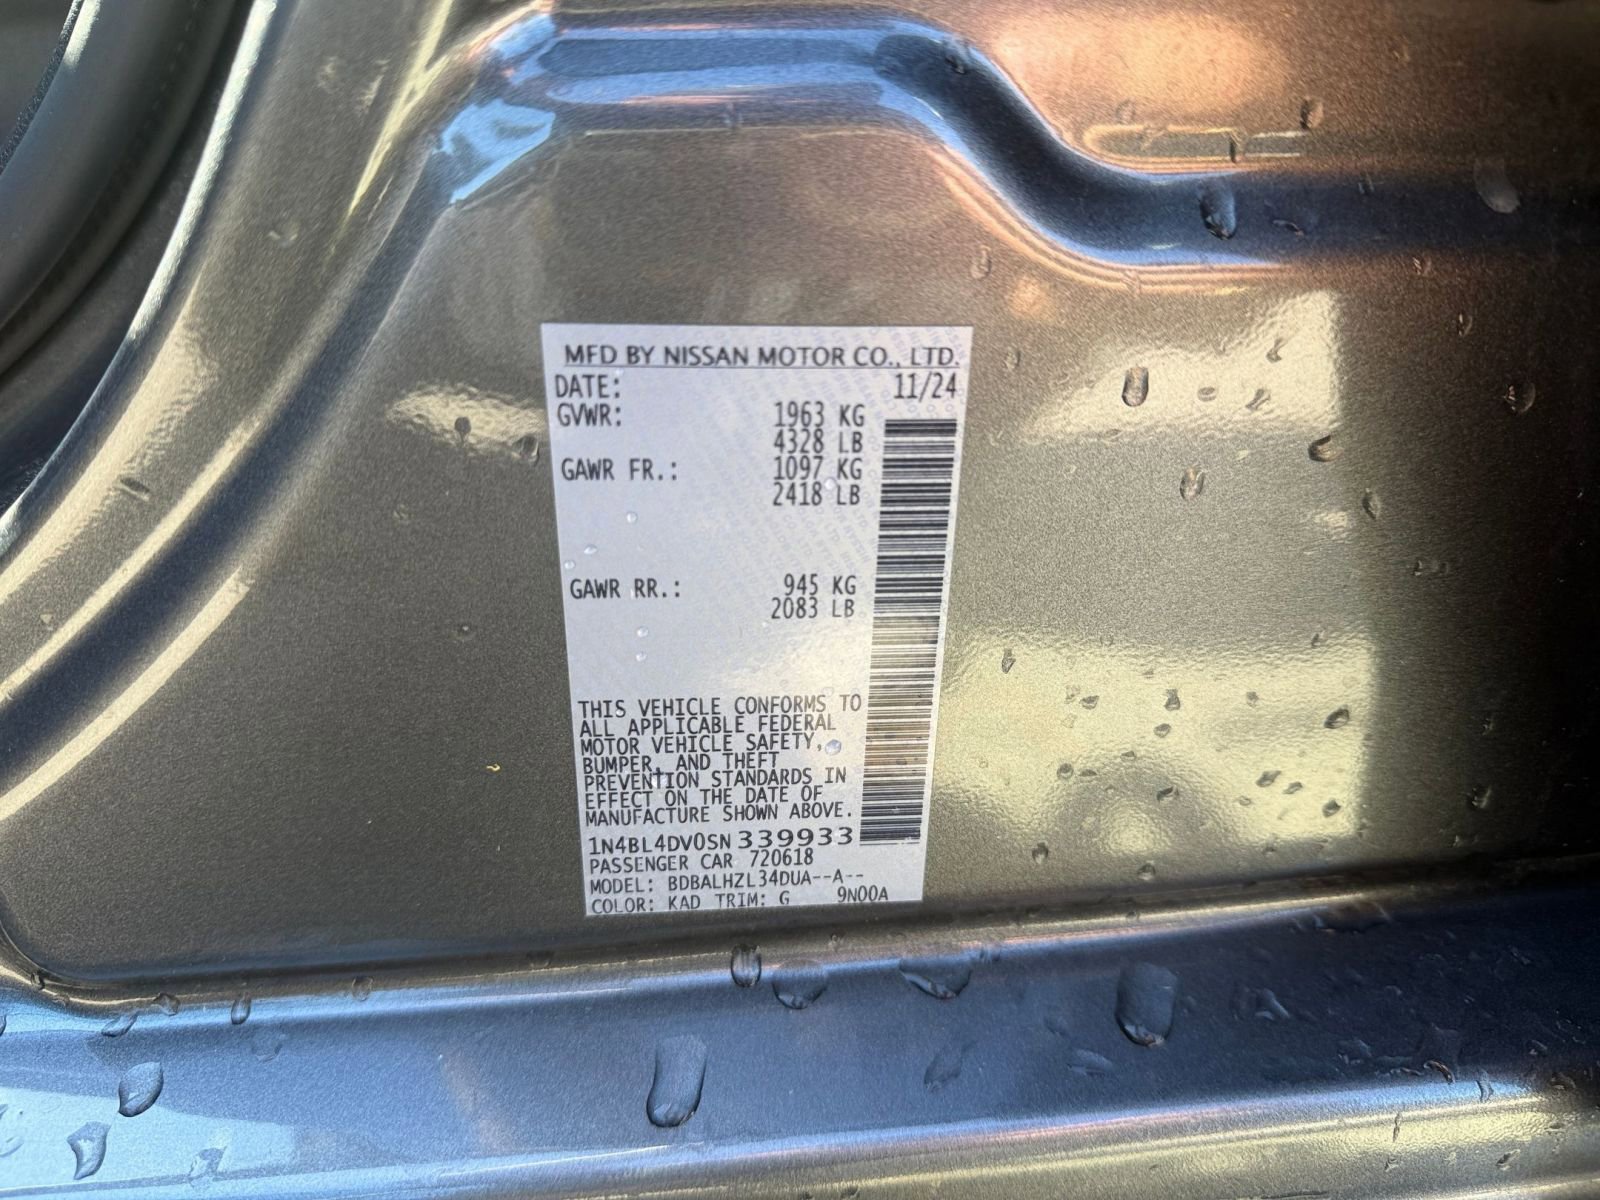 MFD BY NISSAN MOTOR CO., LTD.
DATE: 11/24
GVWR: 1963 KG
4328 LB
GAWR FR.: 1097 KG
2418 LB
GAWR RR.: 945 KG
2083 LB
THIS VEHICLE CONFORMS TO
ALL APPLICABLE FEDERAL
MOTOR VEHICLE SAFETY,
BUMPER, AND THEFT
PREVENTION STANDARDS IN
EFFECT ON THE DATE OF
MANUFACTURE SHOWN ABOVE.
1N4BL4DV0SN339933
PASSENGER CAR 720618
MODEL: BDBALHZL34DUA--A--
COLOR: KAD TRIM: G 9N00A